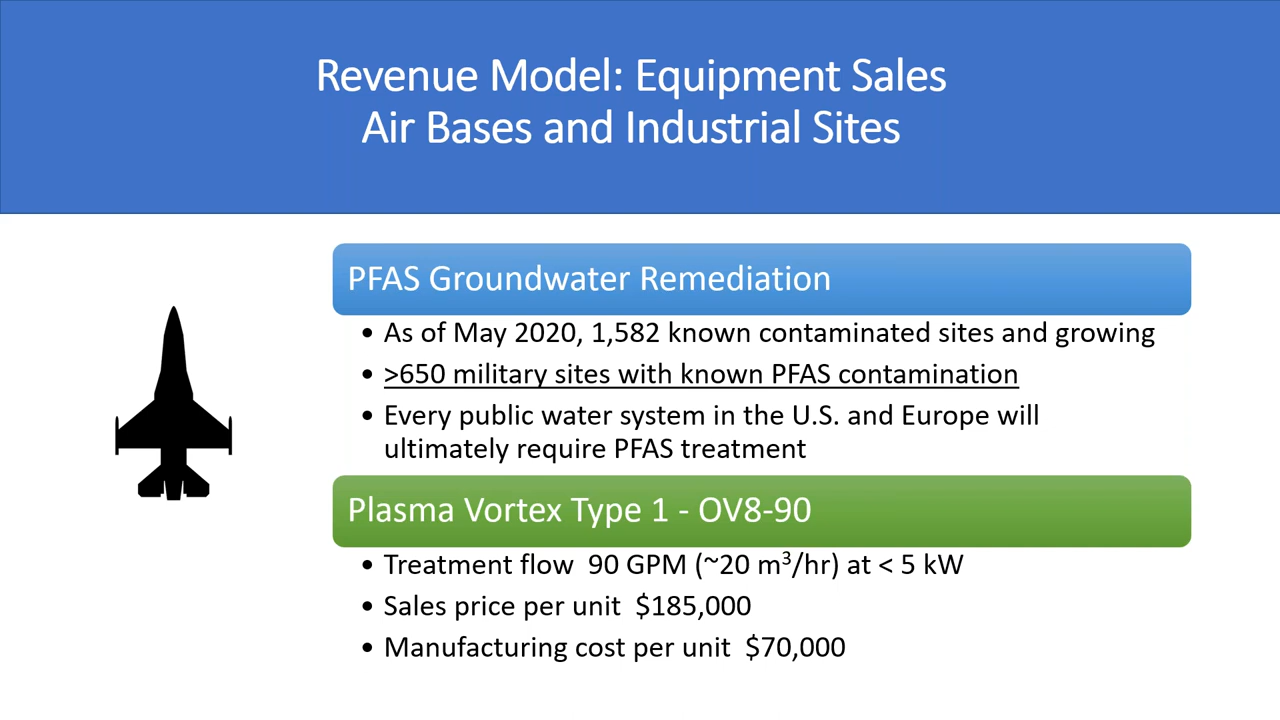 Revenue Model: Equipment Sales
Air Bases and Industrial Sites
PFAS Groundwater Remediation
• As of May 2020, 1,582 known contaminated sites and growing
• >650 military sites with known PFAS contamination
• Every public water system in the U.S. and Europe will
ultimately require PFAS treatment
Plasma Vortex Type 1 - OV8-90
• Treatment flow  90 GPM (~20 m³/hr) at < 5 kW
• Sales price per unit  $185,000
• Manufacturing cost per unit  $70,000